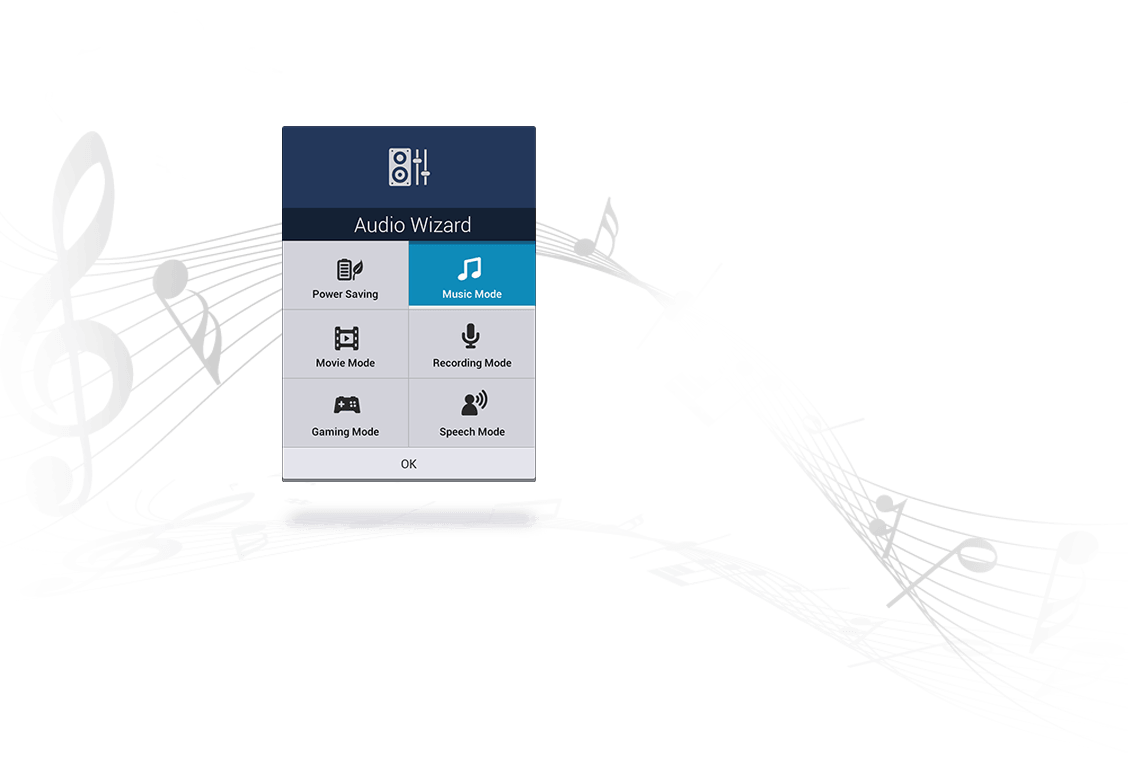 Audio Wizard
Power Saving
Music Mode
Movie Mode
Recording Mode
Gaming Mode
Speech Mode
OK